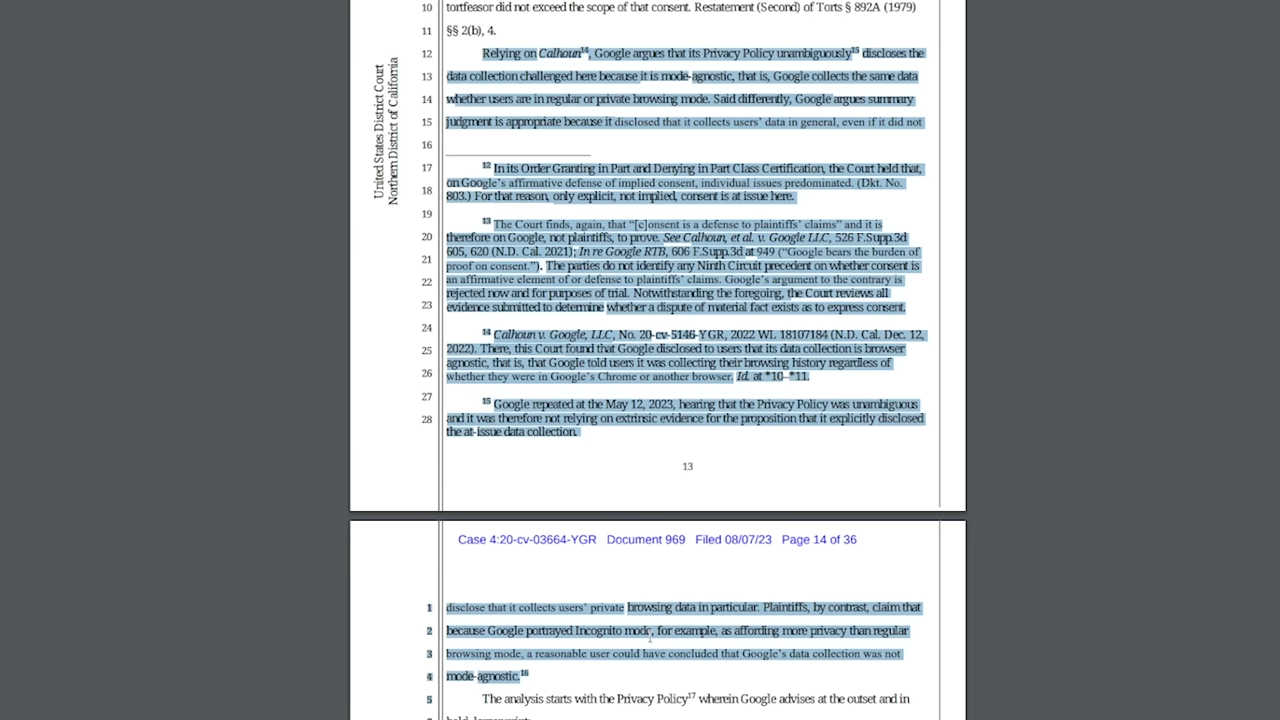 10 tortfeasor did not exceed the scope of that consent. Restatement (Second) of Torts § 892A (1979)
11 §§ 2(b), 4.
12 Relying on Calhoun14, Google argues that its Privacy Policy unambiguously15 discloses the
13 data collection challenged here because it is mode-agnostic, that is, Google collects the same data
14 whether users are in regular or private browsing mode. Said differently, Google argues summary
15 judgment is appropriate because it disclosed that it collects users’ data in general, even if it did not
16
17 12 In its Order Granting in Part and Denying in Part Class Certification, the Court held that,
on Google’s affirmative defense of implied consent, individual issues predominated. (Dkt. No.
18 803.) For that reason, only explicit, not implied, consent is at issue here.
19
13 The Court finds, again, that “[c]onsent is a defense to plaintiffs’ claims” and it is
20 therefore on Google, not plaintiffs, to prove. See Calhoun, et al. v. Google LLC, 526 F.Supp.3d
605, 620 (N.D. Cal. 2021); In re Google RTB, 606 F.Supp.3d at 949 (“Google bears the burden of
21 proof on consent.”). The parties do not identify any Ninth Circuit precedent on whether consent is
22 an affirmative element of or defense to plaintiffs’ claims. Google’s argument to the contrary is
rejected now and for purposes of trial. Notwithstanding the foregoing, the Court reviews all
23 evidence submitted to determine whether a dispute of material fact exists as to express consent.
24
14 Calhoun v. Google, LLC, No. 20-cv-5146-YGR, 2022 WL 18107184 (N.D. Cal. Dec. 12,
25 2022). There, this Court found that Google disclosed to users that its data collection is browser
agnostic, that is, that Google told users it was collecting their browsing history regardless of
26 whether they were in Google’s Chrome or another browser. Id. at *10–*11.
27
15 Google repeated at the May 12, 2023, hearing that the Privacy Policy was unambiguous
28 and it was therefore not relying on extrinsic evidence for the proposition that it explicitly disclosed
the at-issue data collection.
13
United States District Court
Northern District of California
Case 4:20-cv-03664-YGR Document 969 Filed 08/07/23 Page 14 of 36
1 disclose that it collects users’ private browsing data in particular. Plaintiffs, by contrast, claim that
2 because Google portrayed Incognito mode, for example, as affording more privacy than regular
3 browsing mode, a reasonable user could have concluded that Google’s data collection was not
4 mode-agnostic.16
5 The analysis starts with the Privacy Policy17 wherein Google advises at the outset and in